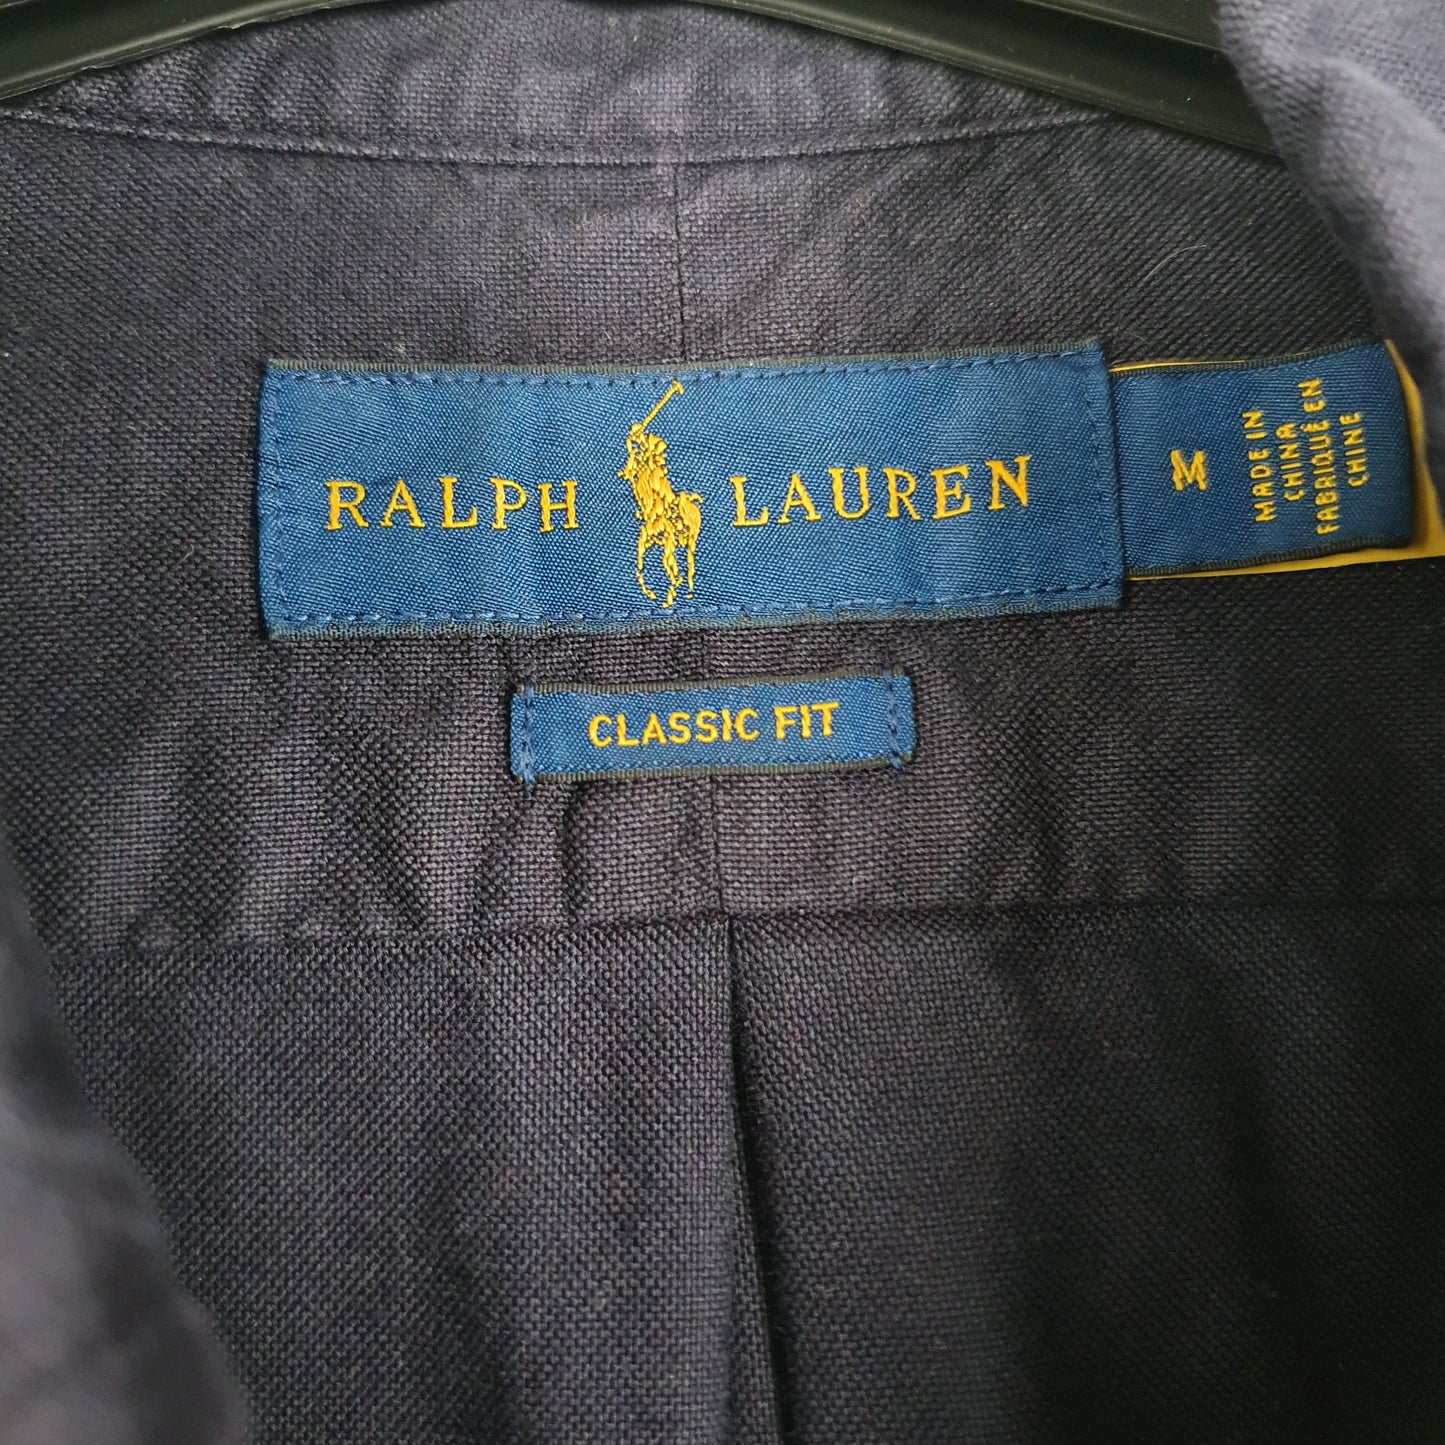 RALPH LAUREN
M
MADE IN
CHINA
FABRIQUÉ EN
CHINE
CLASSIC FIT